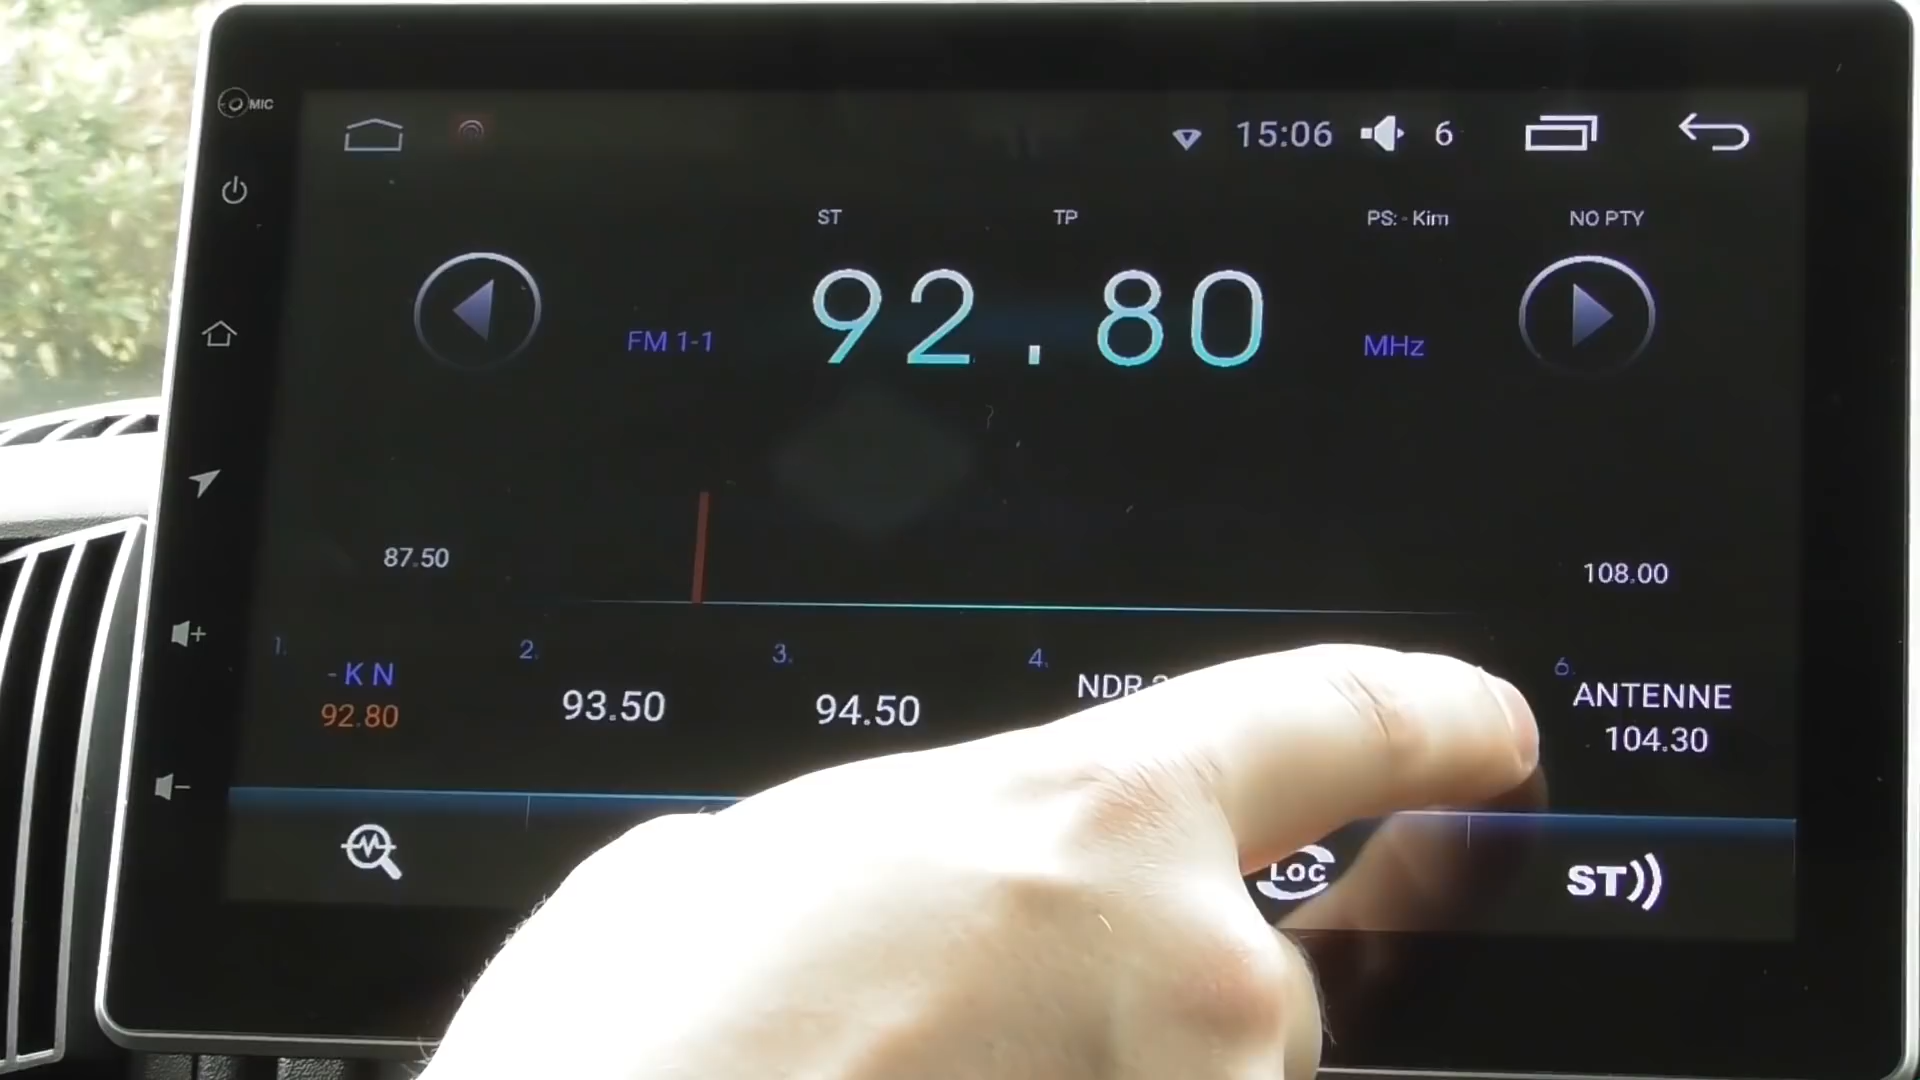 MIC
15:06 6
ST TP PS: - Kim NO PTY
FM 1-1 92.80 MHz
87.50 108.00
1. 2. 3. 4. 6.
- K N 93.50 94.50 NDR ANTENNE
92.80 104.30
LOC ST